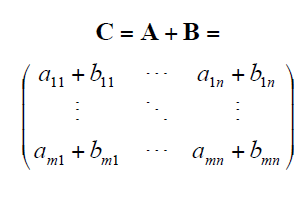 C = A + B =
a₁₁ + b₁₁ ⋯ a₁ₙ + b₁ₙ
⋮ ⋱ ⋮
aₘ₁ + bₘ₁ ⋯ aₘₙ + bₘₙ